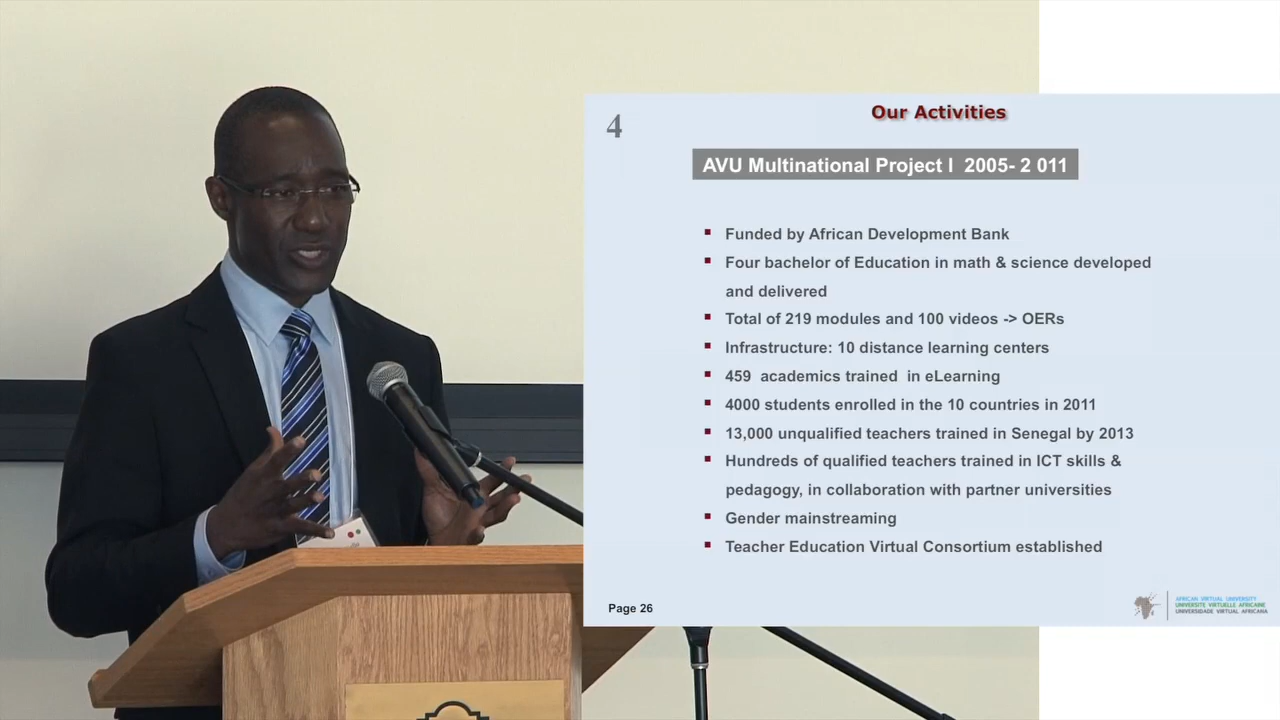 Our Activities
4
AVU Multinational Project I 2005- 2 011
Funded by African Development Bank
Four bachelor of Education in math & science developed
and delivered
Total of 219 modules and 100 videos -> OERs
Infrastructure: 10 distance learning centers
459 academics trained in eLearning
4000 students enrolled in the 10 countries in 2011
13,000 unqualified teachers trained in Senegal by 2013
Hundreds of qualified teachers trained in ICT skills &
pedagogy, in collaboration with partner universities
Gender mainstreaming
Teacher Education Virtual Consortium established
Page 26
AFRICAN VIRTUAL UNIVERSITY
UNIVERSITE VIRTUELLE AFRICAINE
UNIVERSIDADE VIRTUAL AFRICANA